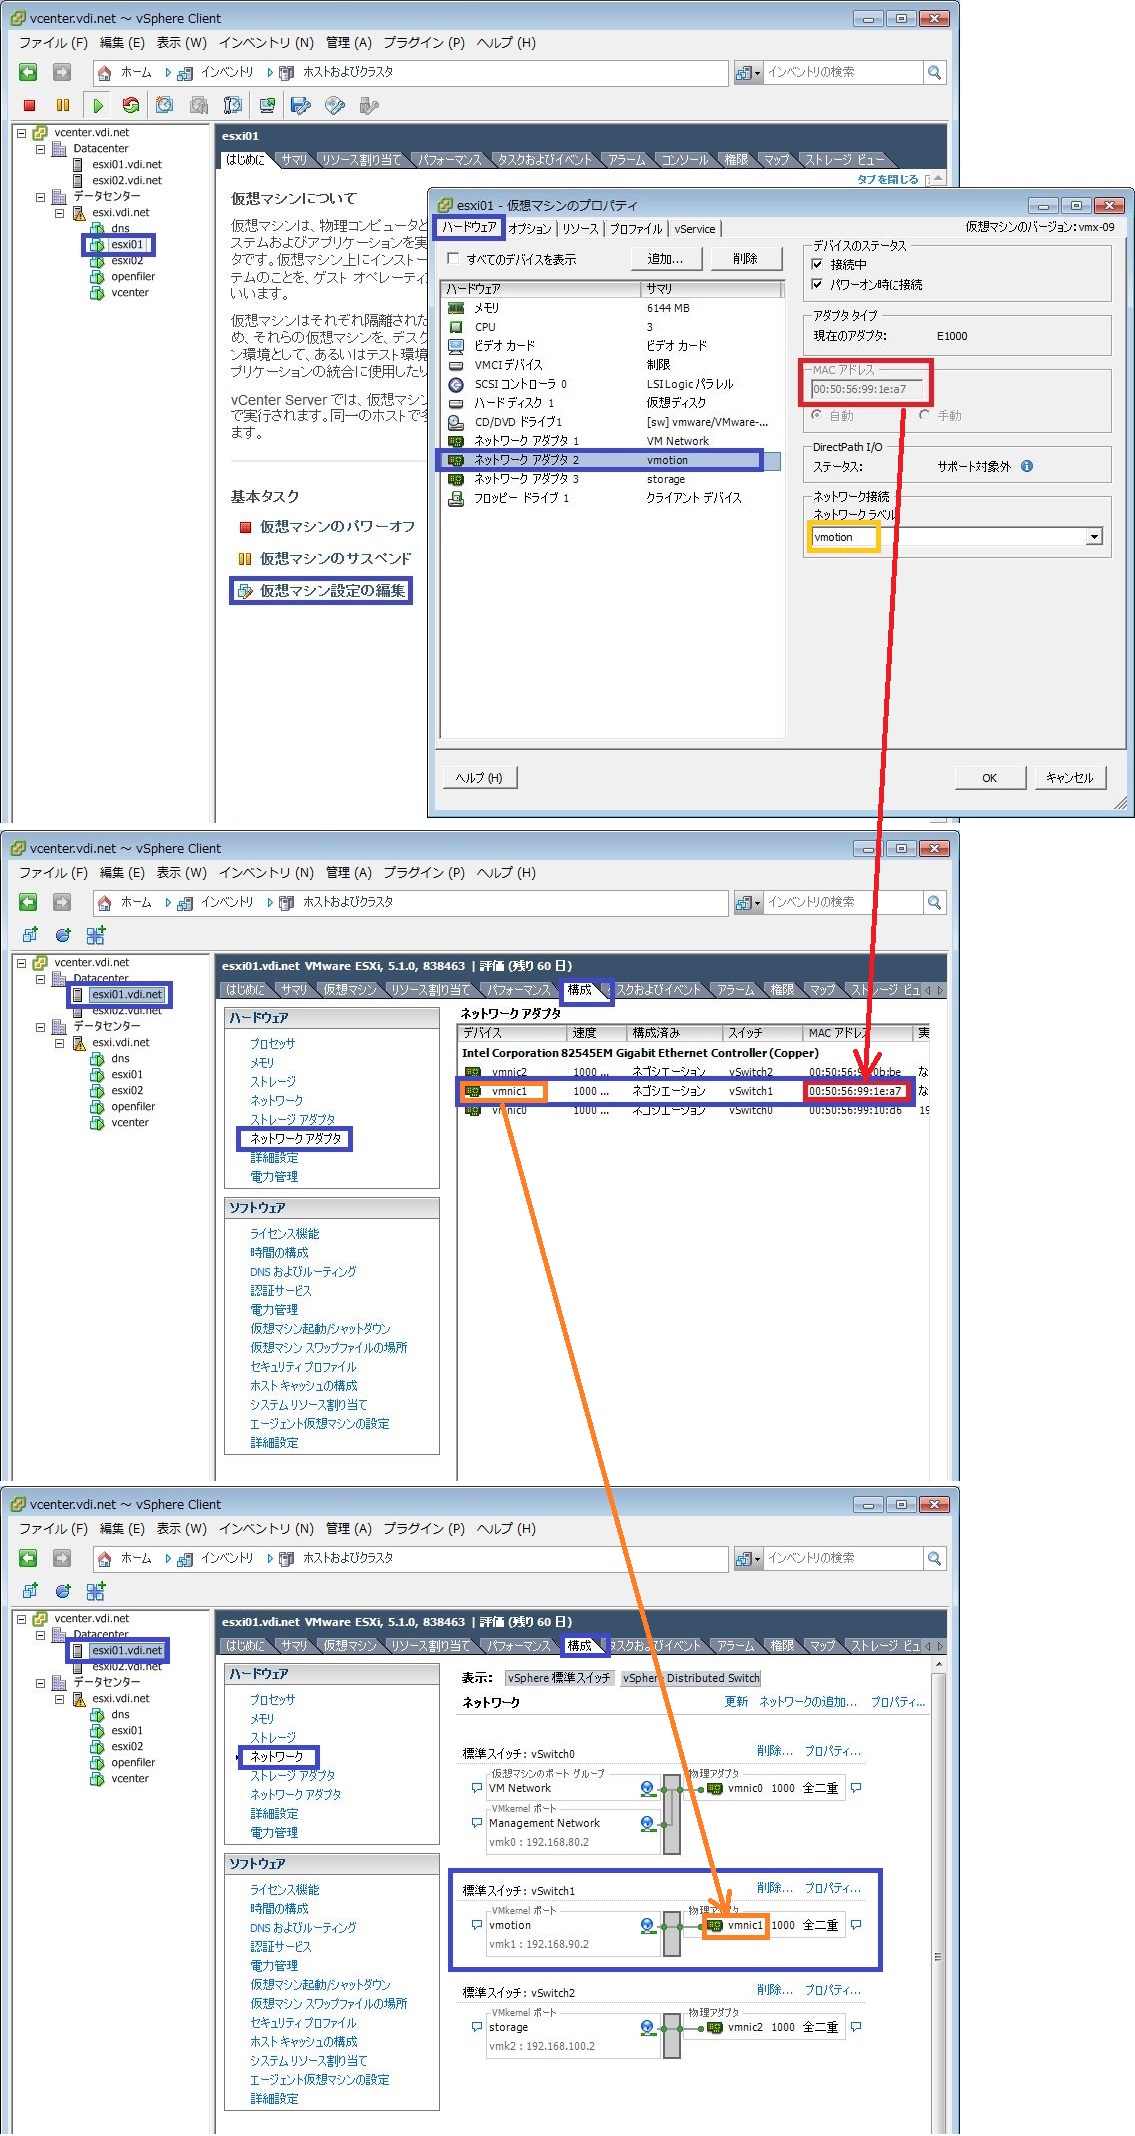 vcenter.vdi.net ～ vSphere Client
ファイル (F) 編集 (E) 表示 (W) インベントリ (N) 管理 (A) プラグイン (P) ヘルプ (H)
ホーム インベントリ ホストおよびクラスタ インベントリの検索
vcenter.vdi.net
Datacenter
esxi01.vdi.net
esxi02.vdi.net
データセンター
esxi.vdi.net
dns
esxi01
esxi02
openfiler
vcenter
esxi01
はじめに サマリ リソース割り当て パフォーマンス タスクおよびイベント アラーム コンソール 権限 マップ ストレージ ビュー
タブを閉じる
仮想マシンについて
仮想マシンは、物理コンピュータと
ステムおよびアプリケーションを実
タです。仮想マシン上にインストー
テムのことを、ゲスト オペレーティ
いいます。
仮想マシンはそれぞれ隔離された
め、それらの仮想マシンを、デスク
ン環境として、あるいはテスト環境
プリケーションの統合に使用したい
vCenter Server では、仮想マシン
で実行されます。同一のホストで多
ます。
基本タスク
仮想マシンのパワーオフ
仮想マシンのサスペンド
仮想マシン設定の編集
esxi01 - 仮想マシンのプロパティ
ハードウェア オプション リソース プロファイル vService
仮想マシンのバージョン: vmx-09
すべてのデバイスを表示 追加... 削除
ハードウェア サマリ
メモリ 6144 MB
CPU 3
ビデオ カード ビデオ カード
VMCI デバイス 制限
SCSI コントローラ 0 LSI Logic パラレル
ハード ディスク 1 仮想ディスク
CD/DVD ドライブ 1 [sw] vmware/VMware-...
ネットワーク アダプタ 1 VM Network
ネットワーク アダプタ 2 vmotion
ネットワーク アダプタ 3 storage
フロッピー ドライブ 1 クライアント デバイス
デバイスのステータス
接続中
パワーオン時に接続
アダプタ タイプ
現在のアダプタ: E1000
MAC アドレス
00:50:56:99:1e:a7
自動 手動
DirectPath I/O
ステータス: サポート対象外
ネットワーク接続
ネットワーク ラベル
vmotion
ヘルプ (H) OK キャンセル
vcenter.vdi.net ～ vSphere Client
ファイル (F) 編集 (E) 表示 (W) インベントリ (N) 管理 (A) プラグイン (P) ヘルプ (H)
ホーム インベントリ ホストおよびクラスタ インベントリの検索
vcenter.vdi.net
Datacenter
esxi01.vdi.net
esxi02.vdi.net
データセンター
esxi.vdi.net
dns
esxi01
esxi02
openfiler
vcenter
esxi01.vdi.net VMware ESXi, 5.1.0, 838463 | 評価 (残り 60 日)
はじめに サマリ 仮想マシン リソース割り当て パフォーマンス 構成 タスクおよびイベント アラーム 権限 マップ ストレージ ビュ
ハードウェア
プロセッサ
メモリ
ストレージ
ネットワーク
ストレージ アダプタ
ネットワーク アダプタ
詳細設定
電力管理
ソフトウェア
ライセンス機能
時間の構成
DNS およびルーティング
認証サービス
電力管理
仮想マシン起動/シャットダウン
仮想マシン スワップファイルの場所
セキュリティ プロファイル
ホスト キャッシュの構成
システム リソース割り当て
エージェント仮想マシンの設定
詳細設定
ネットワーク アダプタ
デバイス 速度 構成済み スイッチ MAC アドレス 実
Intel Corporation 82545EM Gigabit Ethernet Controller (Copper)
vmnic2 1000 ... ネゴシエーション vSwitch2 な
vmnic1 1000 ... ネゴシエーション vSwitch1 00:50:56:99:1e:a7 な
vmnic0 1000 ... ネゴシエーション vSwitch0 00:50:56:99:10:d6 19
vcenter.vdi.net ～ vSphere Client
ファイル (F) 編集 (E) 表示 (W) インベントリ (N) 管理 (A) プラグイン (P) ヘルプ (H)
ホーム インベントリ ホストおよびクラスタ インベントリの検索
vcenter.vdi.net
Datacenter
esxi01.vdi.net
esxi02.vdi.net
データセンター
esxi.vdi.net
dns
esxi01
esxi02
openfiler
vcenter
esxi01.vdi.net VMware ESXi, 5.1.0, 838463 | 評価 (残り 60 日)
はじめに サマリ 仮想マシン リソース割り当て パフォーマンス 構成 タスクおよびイベント アラーム 権限 マップ ストレージ ビュ
ハードウェア
プロセッサ
メモリ
ストレージ
ネットワーク
ストレージ アダプタ
ネットワーク アダプタ
詳細設定
電力管理
ソフトウェア
ライセンス機能
時間の構成
DNS およびルーティング
認証サービス
電力管理
仮想マシン起動/シャットダウン
仮想マシン スワップファイルの場所
セキュリティ プロファイル
ホスト キャッシュの構成
システム リソース割り当て
エージェント仮想マシンの設定
詳細設定
表示: vSphere 標準スイッチ vSphere Distributed Switch
ネットワーク 更新 ネットワークの追加... プロパティ...
標準スイッチ: vSwitch0 削除... プロパティ...
仮想マシンのポート グループ 物理アダプタ
VM Network vmnic0 1000 全二重
VMkernel ポート
Management Network
vmk0 : 192.168.80.2
標準スイッチ: vSwitch1 削除... プロパティ...
VMkernel ポート 物理アダプタ
vmotion vmnic1 1000 全二重
vmk1 : 192.168.90.2
標準スイッチ: vSwitch2 削除... プロパティ...
VMkernel ポート 物理アダプタ
storage vmnic2 1000 全二重
vmk2 : 192.168.100.2